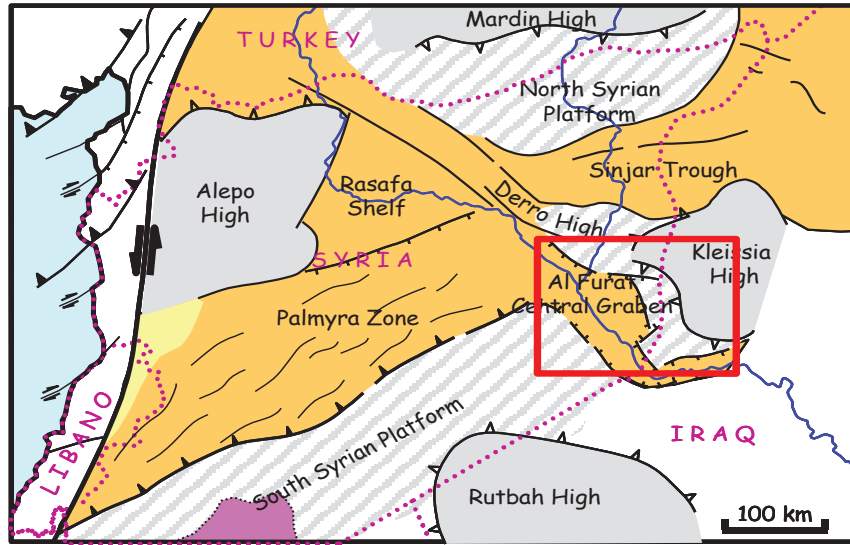 Mardin High
TURKEY
North Syrian
Platform
Sinjar Trough
Alepo
High
Rasafa
Shelf
Derro High
Kleissia
High
SYRIA
Al Furat
Central Graben
Palmyra Zone
LIBANO
South Syrian Platform
IRAQ
Rutbah High
100 km